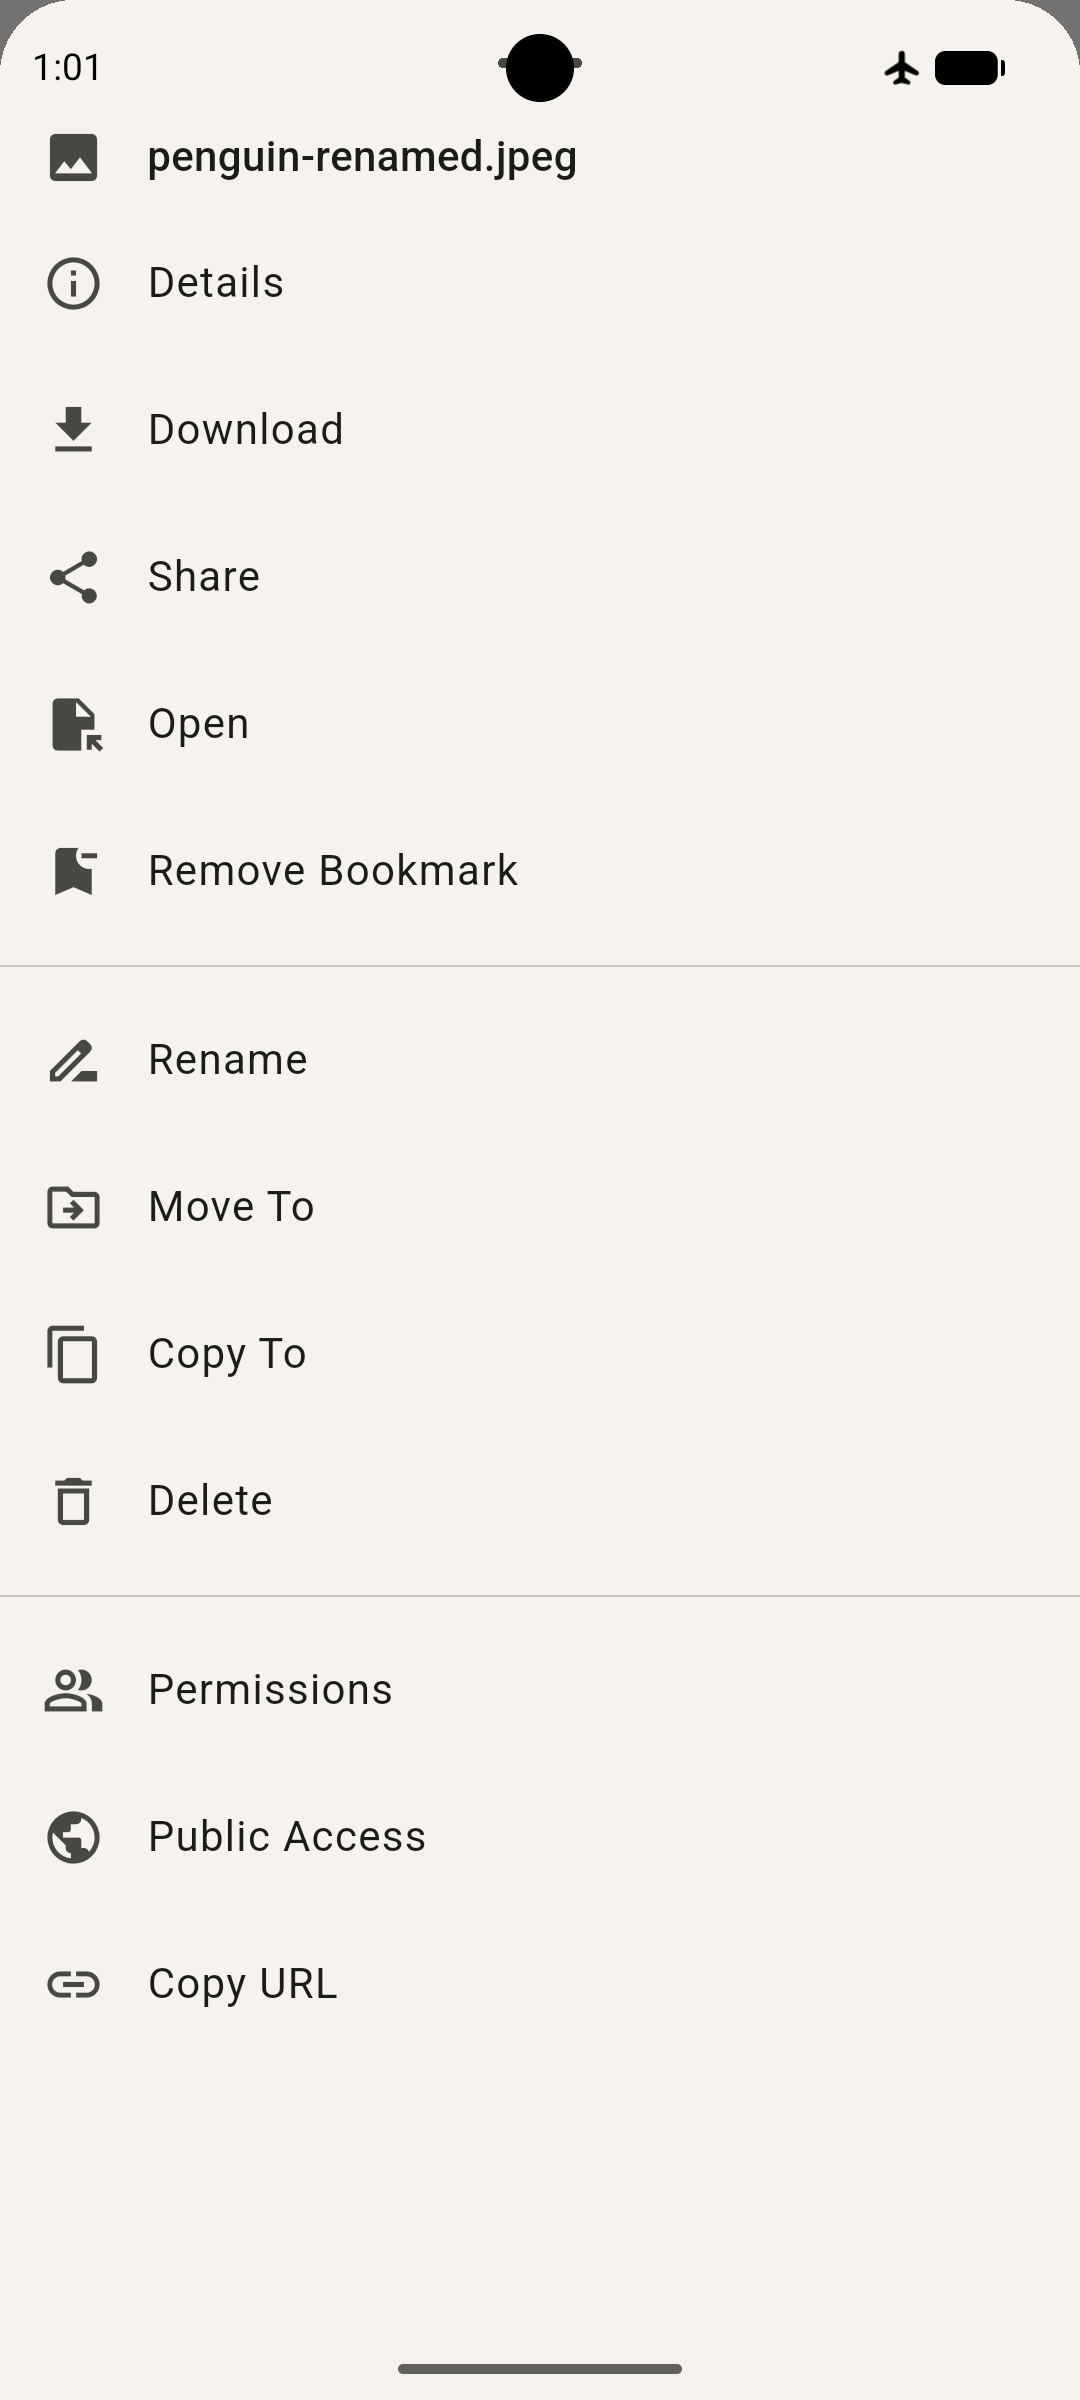 1:01
penguin-renamed.jpeg
Details
Download
Share
Open
Remove Bookmark
Rename
Move To
Copy To
Delete
Permissions
Public Access
Copy URL